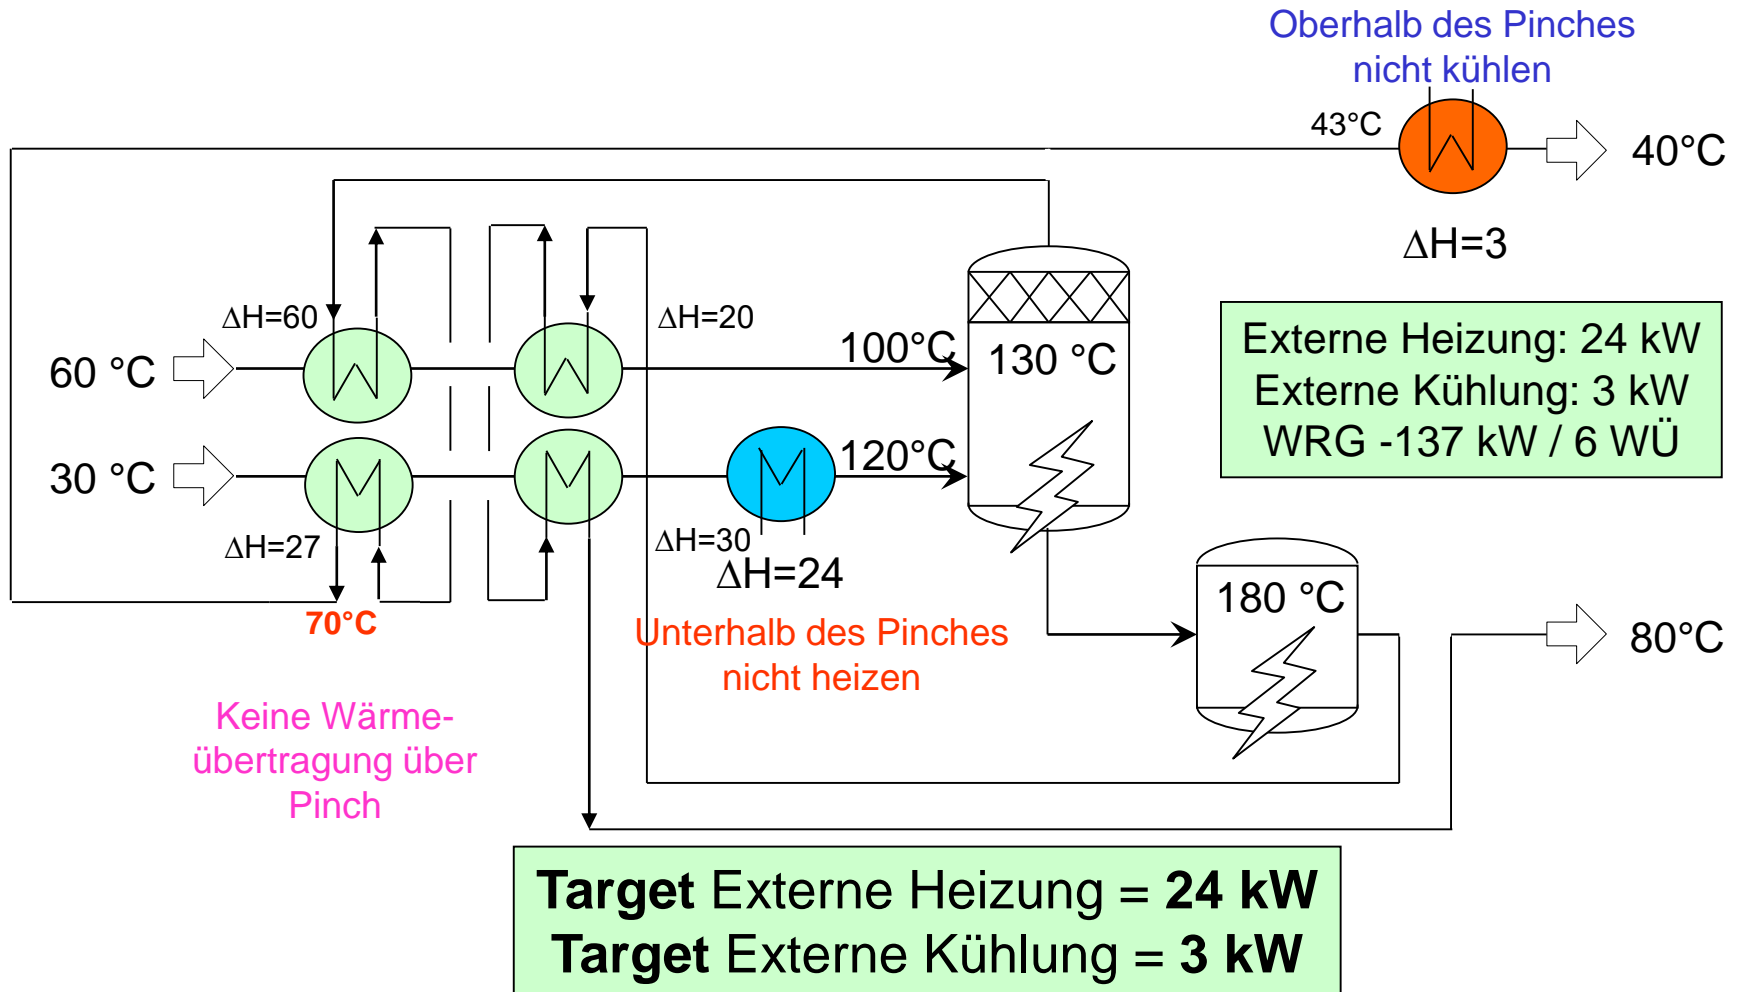 Oberhalb des Pinches
nicht kühlen
43°C
40°C
ΔH=3
ΔH=60
ΔH=20
60 °C
100°C
130 °C
Externe Heizung: 24 kW
Externe Kühlung: 3 kW
WRG -137 kW / 6 WÜ
30 °C
120°C
ΔH=27
ΔH=30
ΔH=24
180 °C
70°C
Unterhalb des Pinches
nicht heizen
80°C
Keine Wärme-
übertragung über
Pinch
Target Externe Heizung = 24 kW
Target Externe Kühlung = 3 kW